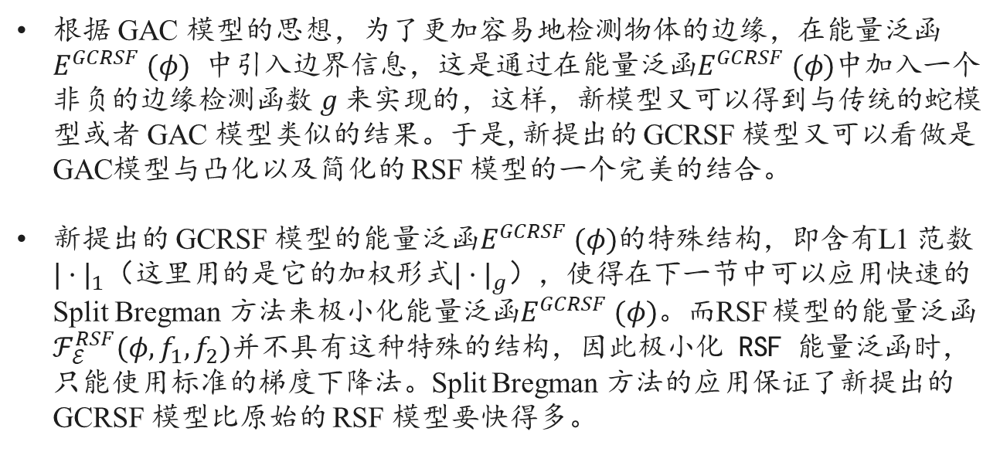 • 根据 GAC 模型的思想，为了更加容易地检测物体的边缘，在能量泛函
E^{GCRSF} (ϕ) 中引入边界信息，这是通过在能量泛函E^{GCRSF} (ϕ)中加入一个
非负的边缘检测函数 g 来实现的，这样，新模型又可以得到与传统的蛇模
型或者 GAC 模型类似的结果。于是, 新提出的 GCRSF 模型又可以看做是
GAC模型与凸化以及简化的 RSF 模型的一个完美的结合。
• 新提出的 GCRSF 模型的能量泛函E^{GCRSF} (ϕ)的特殊结构，即含有L1 范数
|·|_1（这里用的是它的加权形式|·|_g），使得在下一节中可以应用快速的
Split Bregman 方法来极小化能量泛函E^{GCRSF} (ϕ)。而RSF 模型的能量泛函
ℱ_ε^{RSF}(ϕ, f_1, f_2)并不具有这种特殊的结构，因此极小化 RSF 能量泛函时，
只能使用标准的梯度下降法。Split Bregman 方法的应用保证了新提出的
GCRSF 模型比原始的 RSF 模型要快得多。